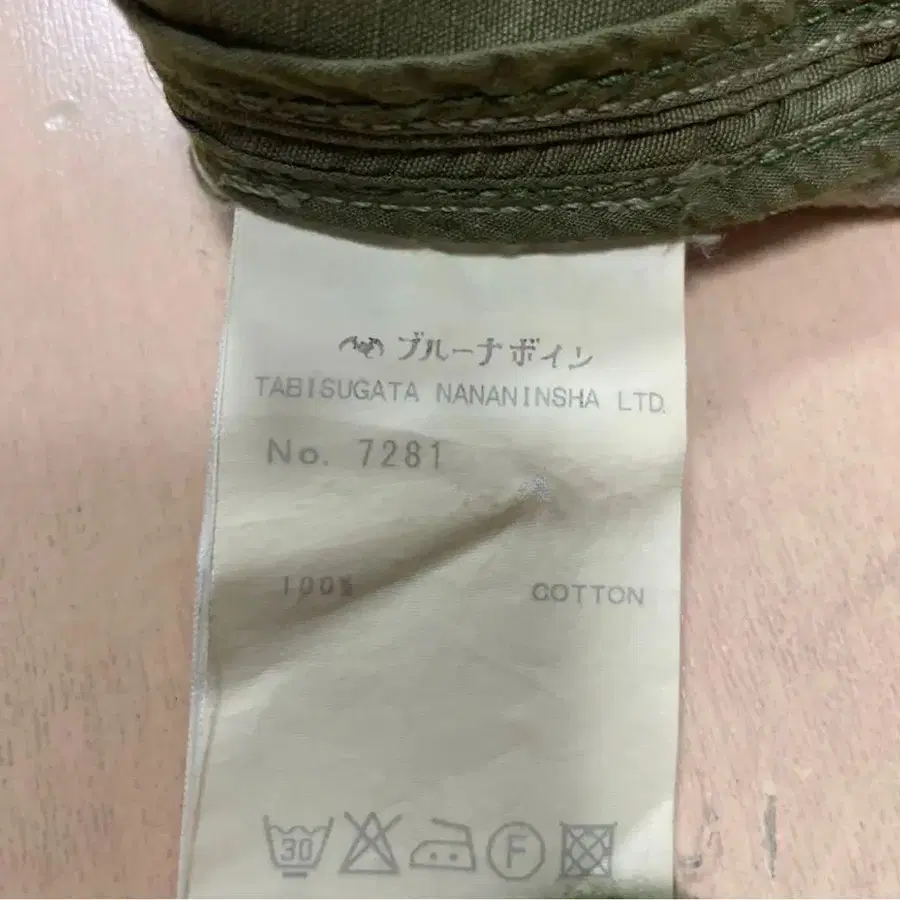 ブルーナボイン
TABISUGATA NANANINSHA LTD.
No. 7281
100% COTTON
30
F